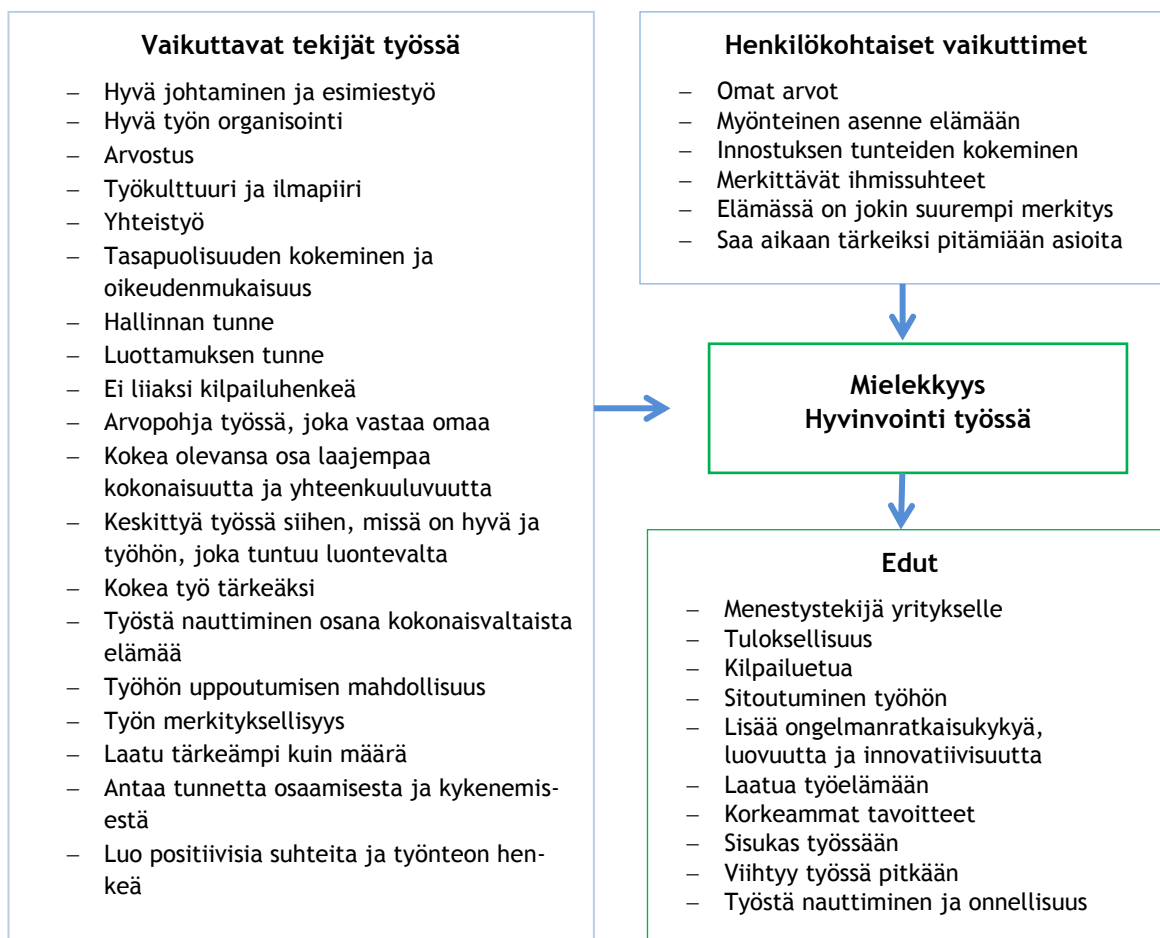 Vaikuttavat tekijät työssä
– Hyvä johtaminen ja esimiestyö
– Hyvä työn organisointi
– Arvostus
– Työkulttuuri ja ilmapiiri
– Yhteistyö
– Tasapuolisuuden kokeminen ja
oikeudenmukaisuus
– Hallinnan tunne
– Luottamuksen tunne
– Ei liiaksi kilpailuhenkeä
– Arvopohja työssä, joka vastaa omaa
– Kokea olevansa osa laajempaa
kokonaisuutta ja yhteenkuuluvuutta
– Keskittyä työssä siihen, missä on hyvä ja
työhön, joka tuntuu luontevalta
– Kokea työ tärkeäksi
– Työstä nauttiminen osana kokonaisvaltaista
elämää
– Työhön uppoutumisen mahdollisuus
– Työn merkityksellisyys
– Laatu tärkeämpi kuin määrä
– Antaa tunnetta osaamisesta ja kykenemis-
estä
– Luo positiivisia suhteita ja työnteon hen-
keä
Henkilökohtaiset vaikuttimet
– Omat arvot
– Myönteinen asenne elämään
– Innostuksen tunteiden kokeminen
– Merkittävät ihmissuhteet
– Elämässä on jokin suurempi merkitys
– Saa aikaan tärkeiksi pitämiään asioita
Mielekkyys
Hyvinvointi työssä
Edut
– Menestystekijä yritykselle
– Tuloksellisuus
– Kilpailuetua
– Sitoutuminen työhön
– Lisää ongelmanratkaisukykyä,
luovuutta ja innovatiivisuutta
– Laatua työelämään
– Korkeammat tavoitteet
– Sisukas työssään
– Viihtyy työssä pitkään
– Työstä nauttiminen ja onnellisuus